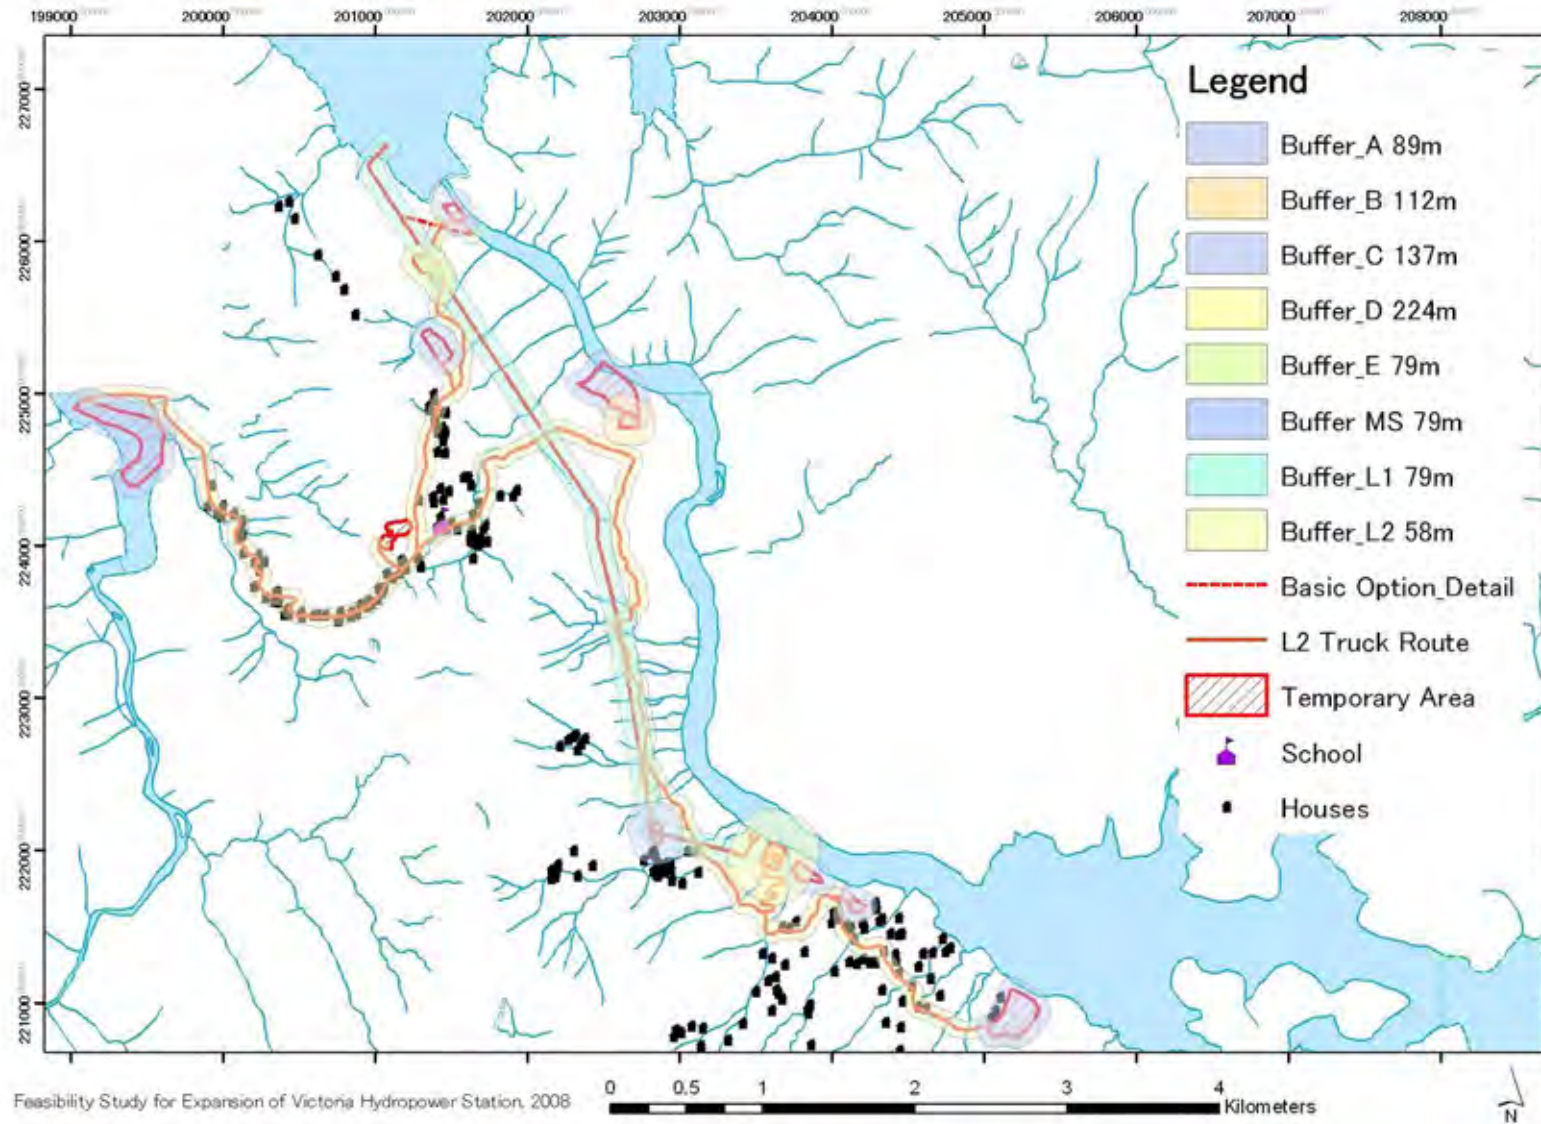 199000 200000 201000 202000 203000 204000 205000 206000 207000 208000
227000
226000
225000
224000
223000
222000
221000
Legend
Buffer_A 89m
Buffer_B 112m
Buffer_C 137m
Buffer_D 224m
Buffer_E 79m
Buffer MS 79m
Buffer_L1 79m
Buffer_L2 58m
Basic Option_Detail
L2 Truck Route
Temporary Area
School
Houses
Feasibility Study for Expansion of Victoria Hydropower Station, 2008
0 0.5 1 2 3 4
Kilometers
N